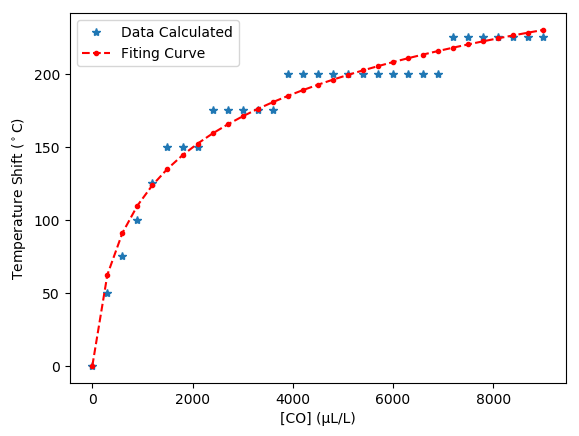 Data Calculated
Fiting Curve
Temperature Shift (°C)
200
150
100
50
0
0 2000 4000 6000 8000
[CO] (µL/L)